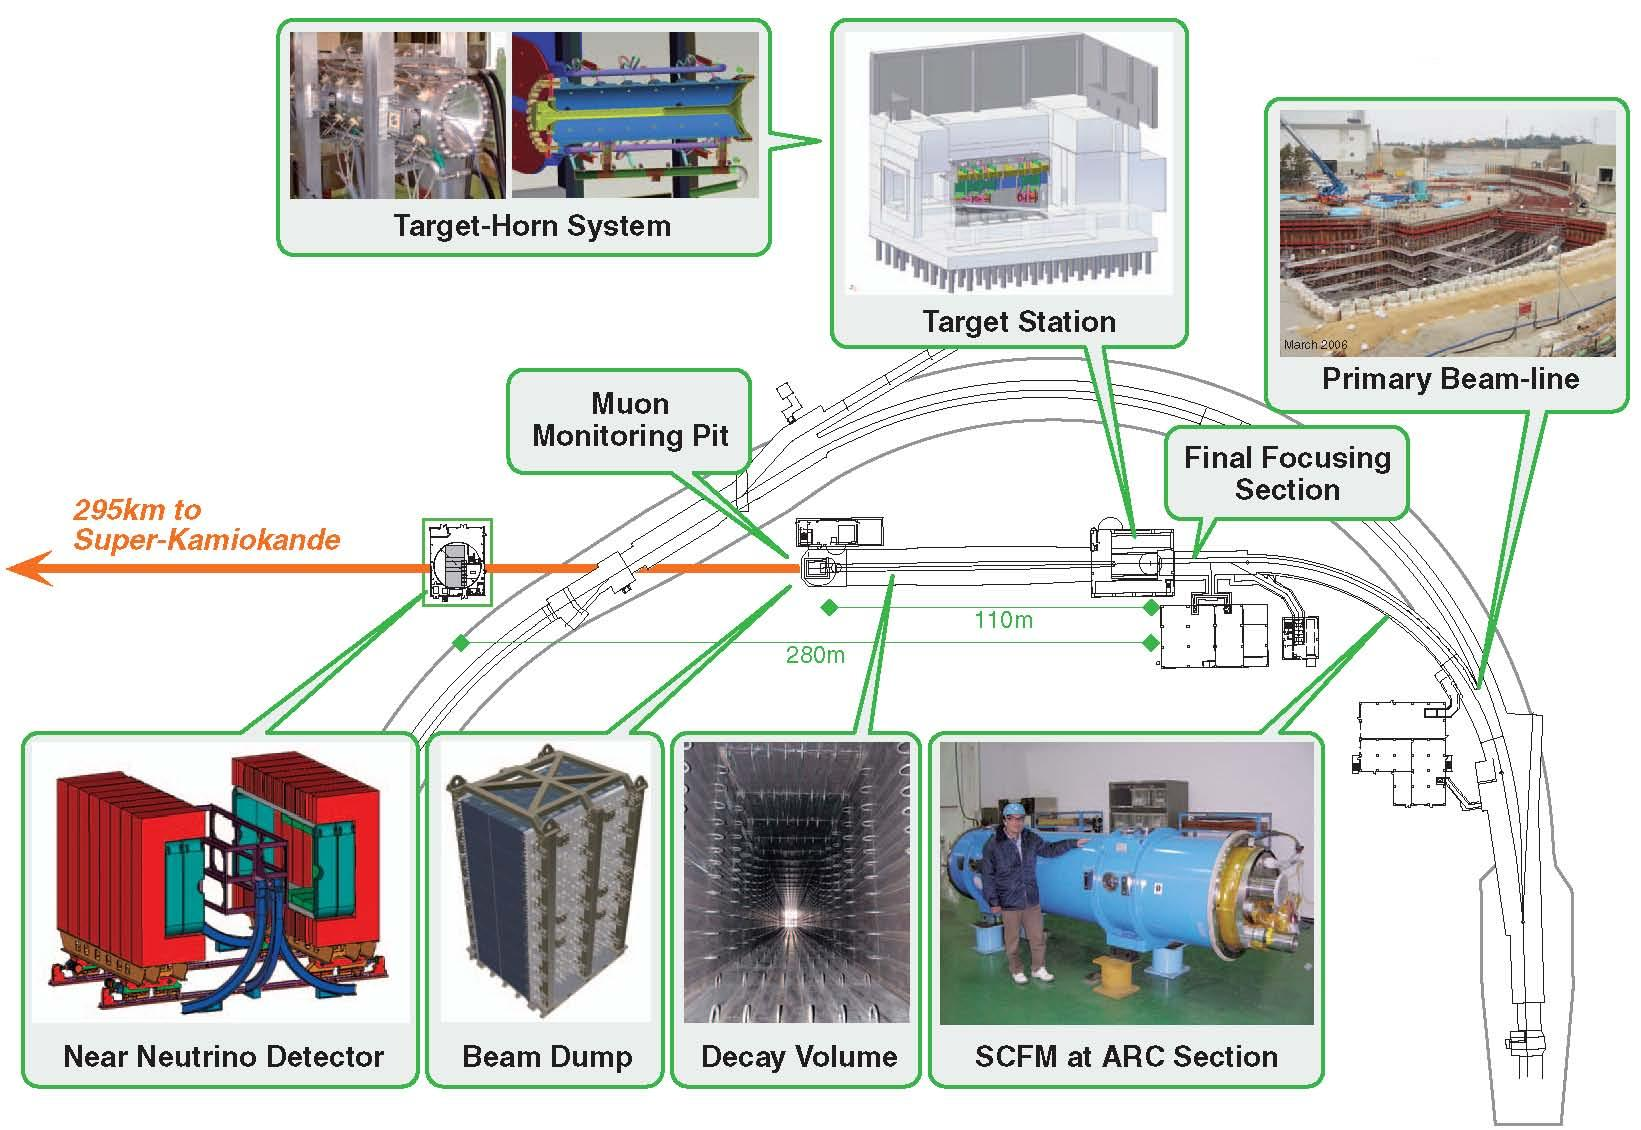 Target-Horn System
Target Station
March 2006
Primary Beam-line
Muon
Monitoring Pit
Final Focusing
Section
295km to
Super-Kamiokande
110m
280m
Near Neutrino Detector
Beam Dump
Decay Volume
SCFM at ARC Section